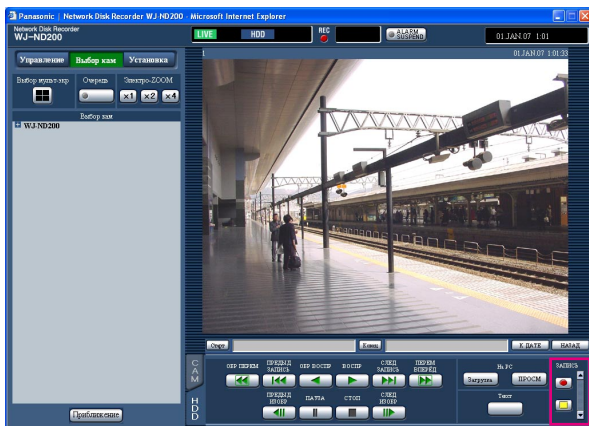 Panasonic | Network Disk Recorder WJ-ND200 - Microsoft Internet Explorer
Network Disk Recorder
WJ-ND200
LIVE HDD REC ALARM SUSPEND 01.JAN.07 1:01
Управление Выбор кам Установка
1 01.JAN.07 1:01:33
Выбор мульт-экр Очередь Электро-ZOOM
x1 x2 x4
Выбор кам
WJ-ND200
Старт Конец К ДАТЕ НАЗАД
CAM
ОБР ПЕРЕМ ПРЕДЫД ЗАПИСЬ ОБР ВОСПР ВОСПР СЛЕД ЗАПИСЬ ПЕРЕМ ВПЕРЁД
На PC
ЗАПИСЬ
Загрузка ПРОСМ
HDD
ПРЕДЫД ИЗОБР ПАУЗА СТОП СЛЕД ИЗОБР
Текст
Приближение